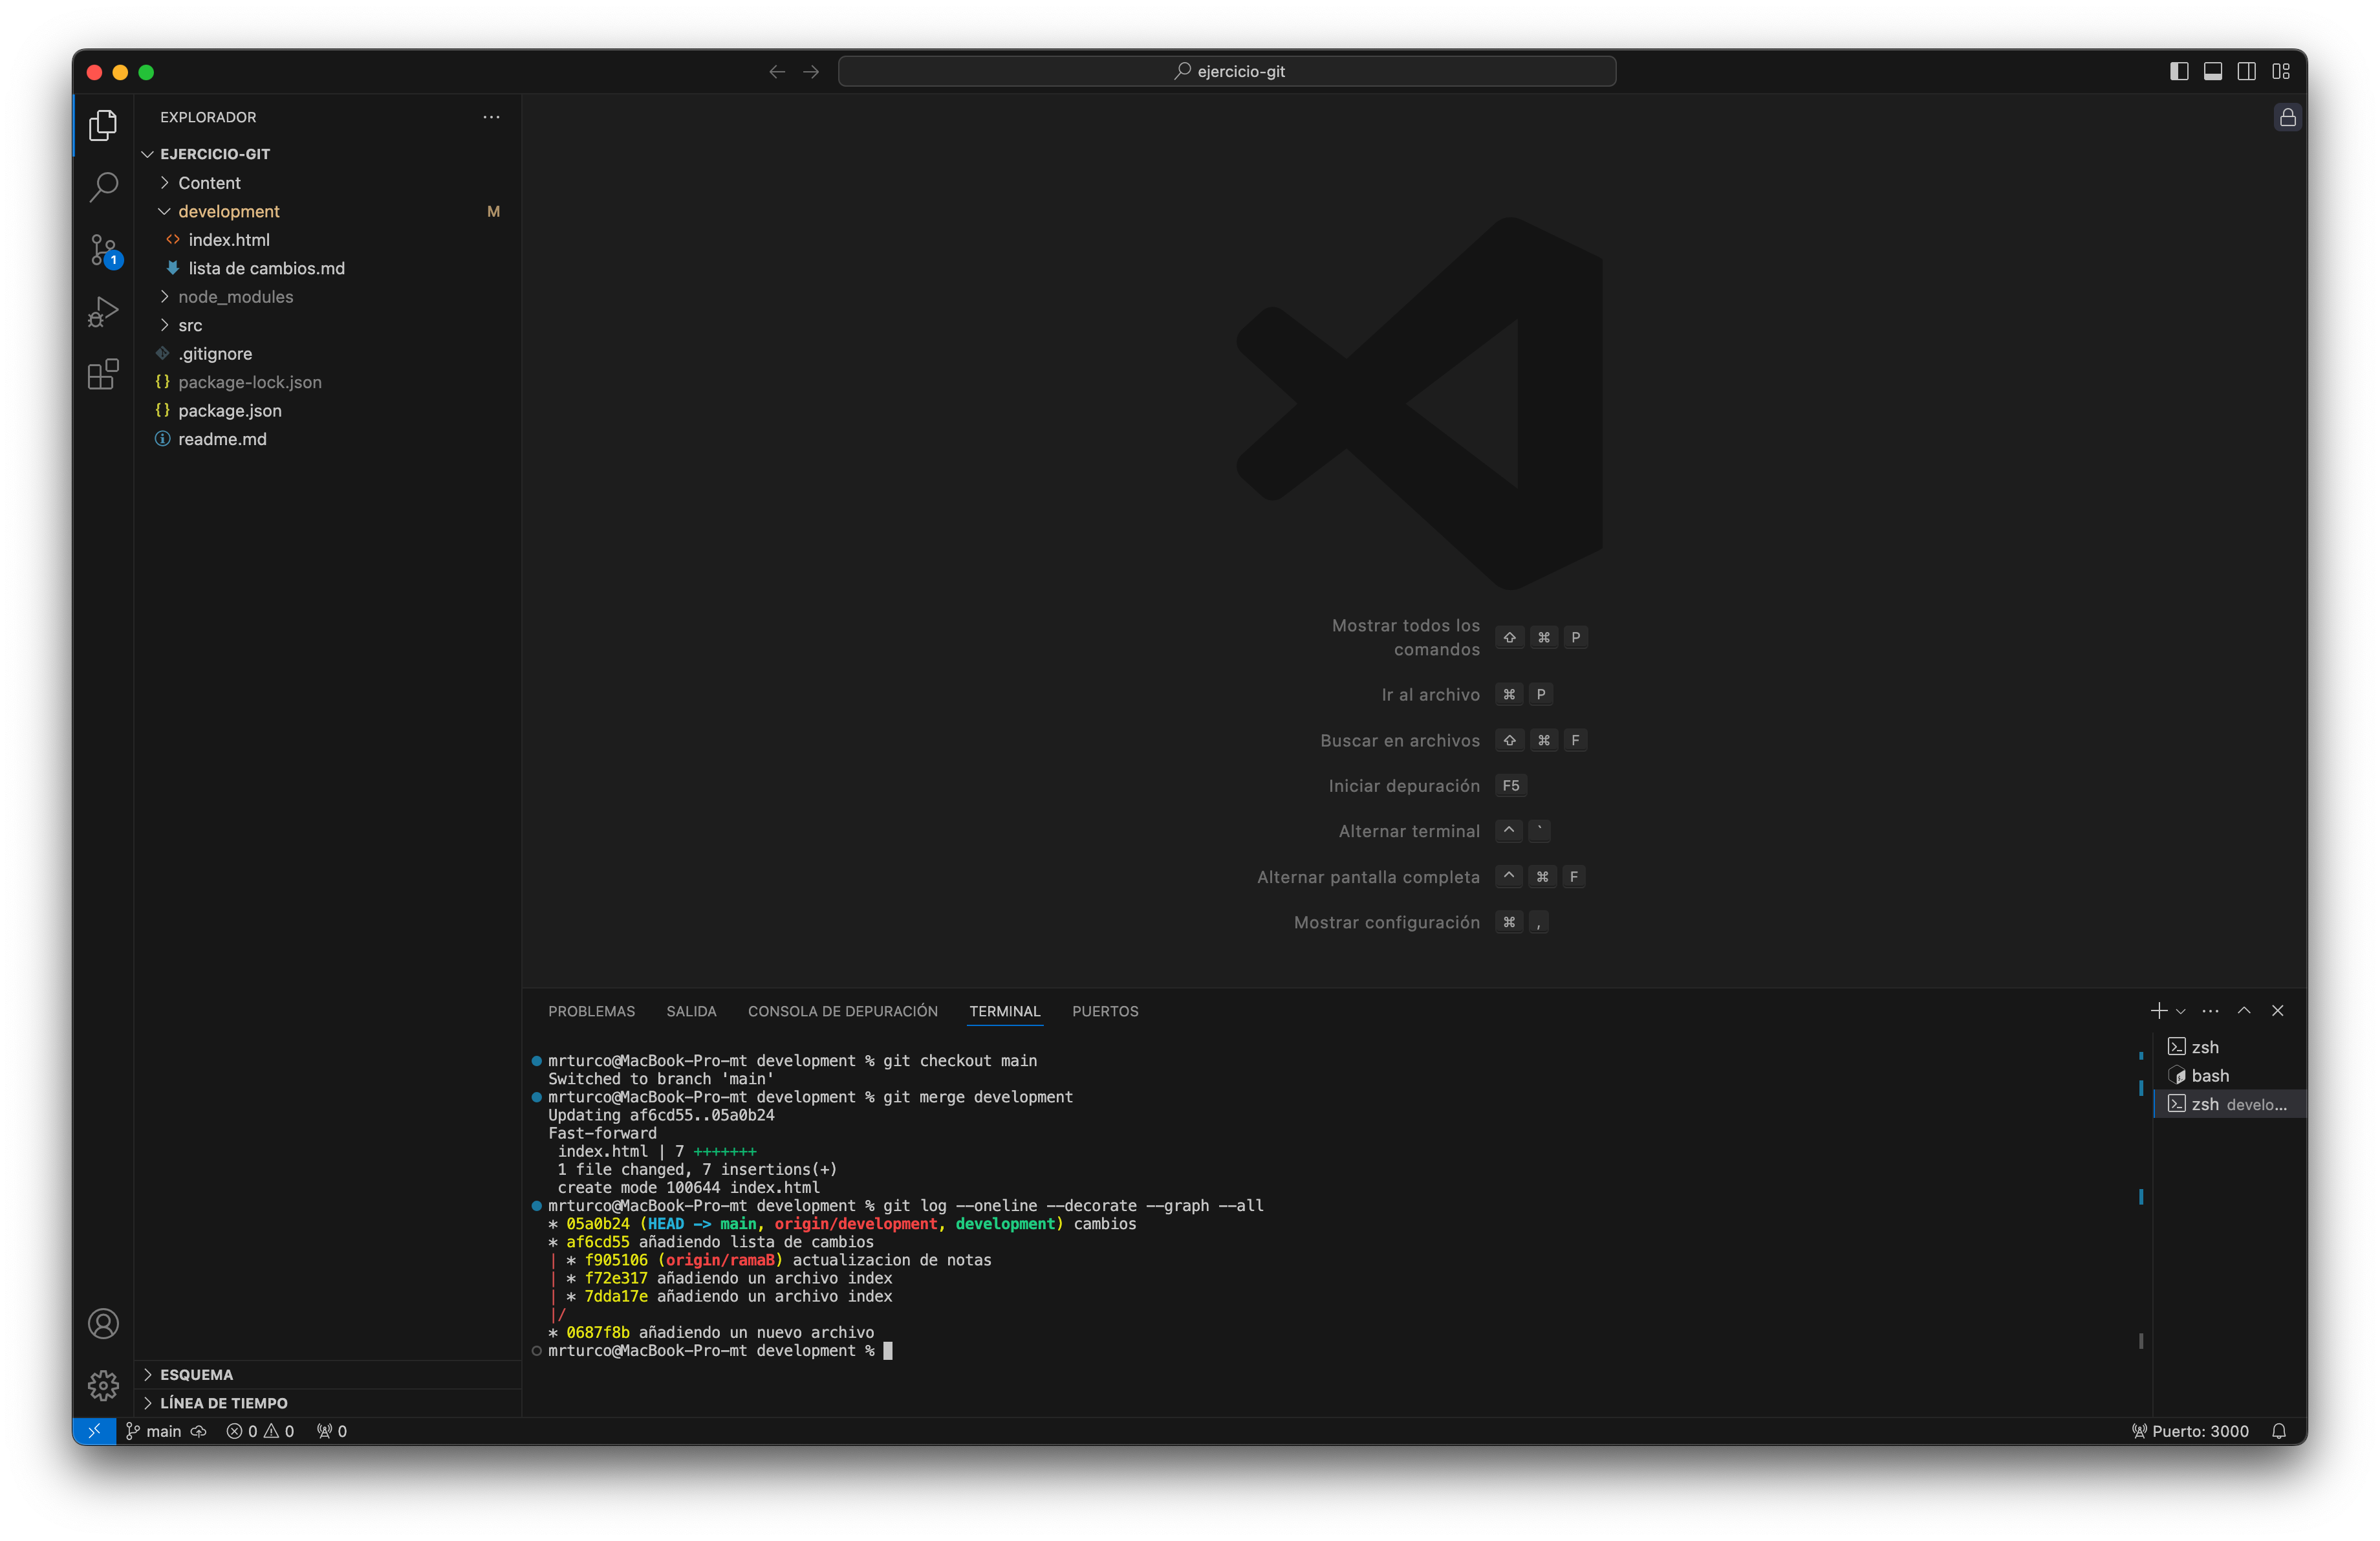 ejercicio-git
EXPLORADOR
EJERCICIO-GIT
Content
development M
index.html
lista de cambios.md
node_modules
src
.gitignore
{} package-lock.json
{} package.json
readme.md
1
Mostrar todos los comandos ⇧ ⌘ P
Ir al archivo ⌘ P
Buscar en archivos ⇧ ⌘ F
Iniciar depuración F5
Alternar terminal ^ `
Alternar pantalla completa ^ ⌘ F
Mostrar configuración ⌘ ,
PROBLEMAS SALIDA CONSOLA DE DEPURACIÓN TERMINAL PUERTOS
mrturco@MacBook-Pro-mt development % git checkout main
Switched to branch 'main'
mrturco@MacBook-Pro-mt development % git merge development
Updating af6cd55..05a0b24
Fast-forward
index.html | 7 +++++++
1 file changed, 7 insertions(+)
create mode 100644 index.html
mrturco@MacBook-Pro-mt development % git log --oneline --decorate --graph --all
* 05a0b24 (HEAD -> main, origin/development, development) cambios
* af6cd55 añadiendo lista de cambios
| * f905106 (origin/ramaB) actualizacion de notas
| * f72e317 añadiendo un archivo index
| * 7dda17e añadiendo un archivo index
|/
* 0687f8b añadiendo un nuevo archivo
mrturco@MacBook-Pro-mt development %
zsh
bash
zsh develo...
ESQUEMA
LÍNEA DE TIEMPO
main 0 0 0 Puerto: 3000